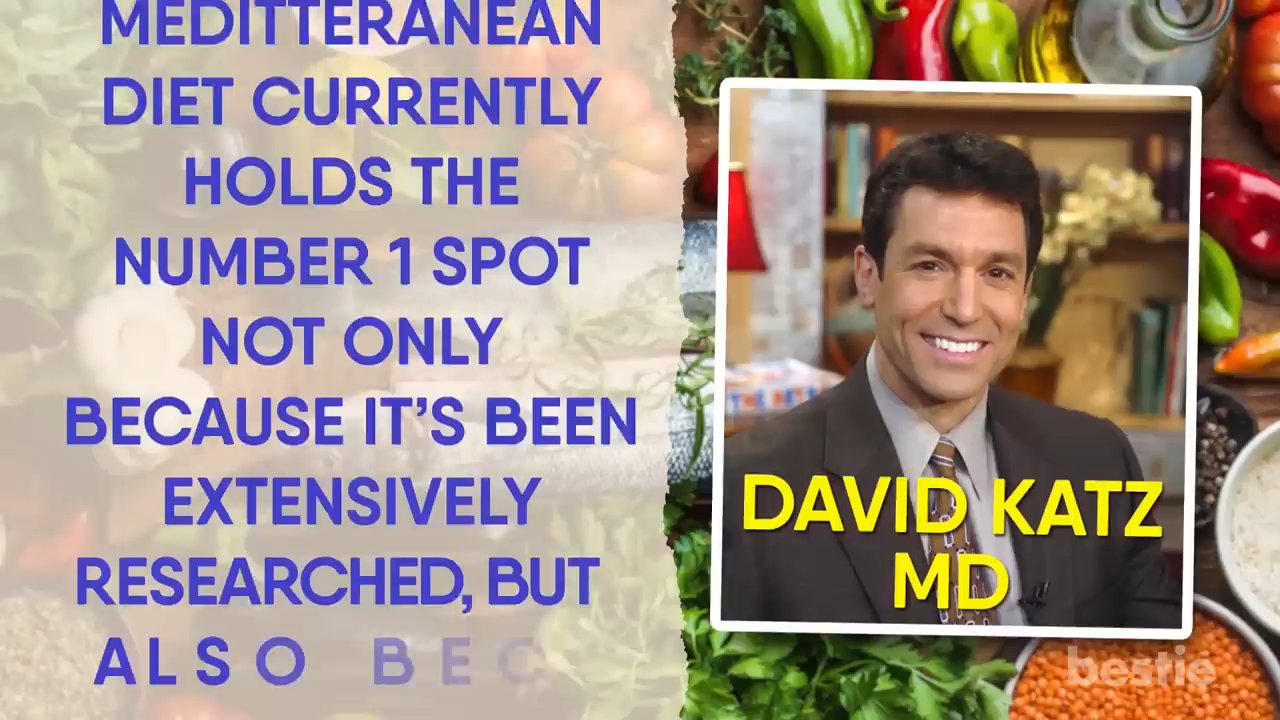 MEDITTERANEAN
DIET CURRENTLY
HOLDS THE
NUMBER 1 SPOT
NOT ONLY
BECAUSE IT'S BEEN
EXTENSIVELY
RESEARCHED, BUT
ALSO BEC
DAVID KATZ
MD
bestie